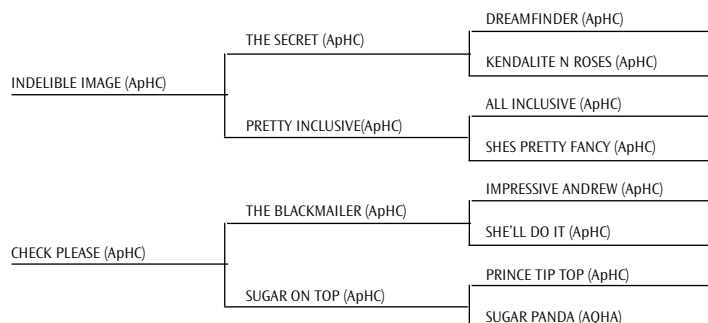 DREAMFINDER (ApHC)
THE SECRET (ApHC)
KENDALITE N ROSES (ApHC)
INDELIBLE IMAGE (ApHC)
ALL INCLUSIVE (ApHC)
PRETTY INCLUSIVE(ApHC)
SHES PRETTY FANCY (ApHC)
IMPRESSIVE ANDREW (ApHC)
THE BLACKMAILER (ApHC)
SHE'LL DO IT (ApHC)
CHECK PLEASE (ApHC)
PRINCE TIP TOP (ApHC)
SUGAR ON TOP (ApHC)
SUGAR PANDA (AQHA)